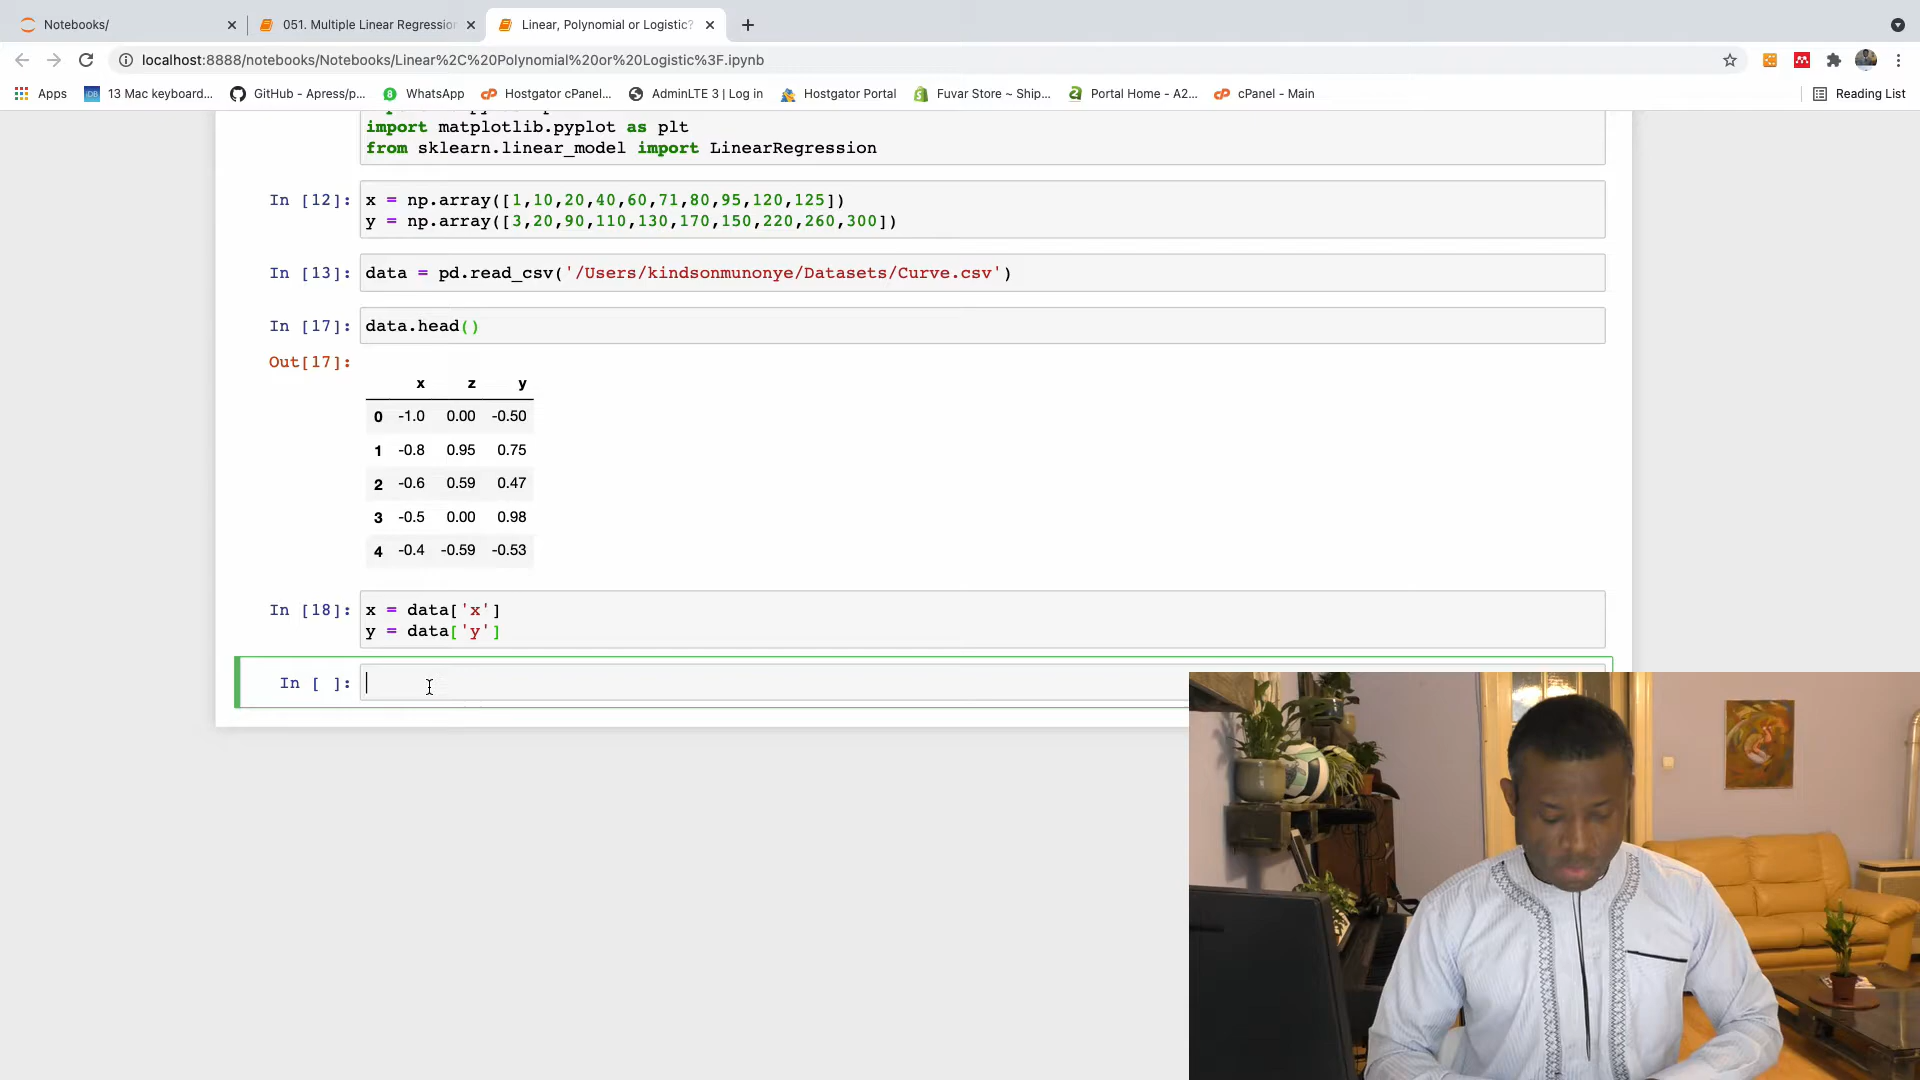 Notebooks/
051. Multiple Linear Regression
Linear, Polynomial or Logistic?
localhost:8888/notebooks/Notebooks/Linear%2C%20Polynomial%20or%20Logistic%3F.ipynb
Apps
13 Mac keyboard...
GitHub - Apress/p...
WhatsApp
Hostgator cPanel...
AdminLTE 3 | Log in
Hostgator Portal
Fuvar Store ~ Ship...
Portal Home - A2...
cPanel - Main
Reading List
import matplotlib.pyplot as plt
from sklearn.linear_model import LinearRegression
In [12]: x = np.array([1,10,20,40,60,71,80,95,120,125])
y = np.array([3,20,90,110,130,170,150,220,260,300])
In [13]: data = pd.read_csv('/Users/kindsonmunonye/Datasets/Curve.csv')
In [17]: data.head()
Out[17]:
x z y
0 -1.0 0.00 -0.50
1 -0.8 0.95 0.75
2 -0.6 0.59 0.47
3 -0.5 0.00 0.98
4 -0.4 -0.59 -0.53
In [18]: x = data['x']
y = data['y']
In [ ]: